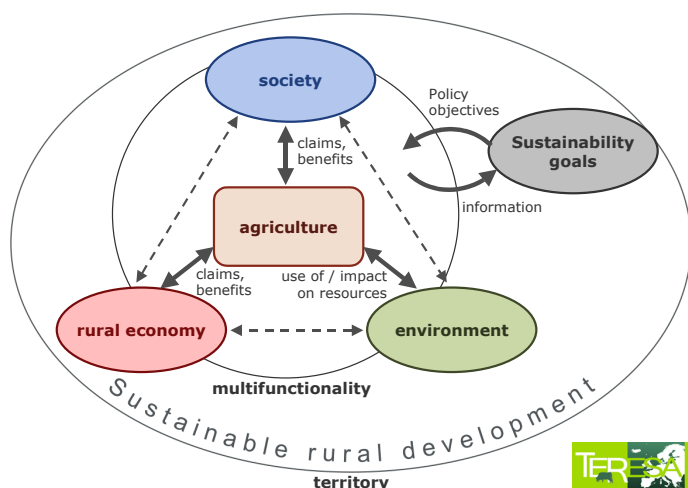 society
Policy
objectives
Sustainability
goals
claims,
benefits
information
agriculture
claims,
benefits
use of / impact
on resources
rural economy
environment
multifunctionality
Sustainable rural development
territory
TERESA